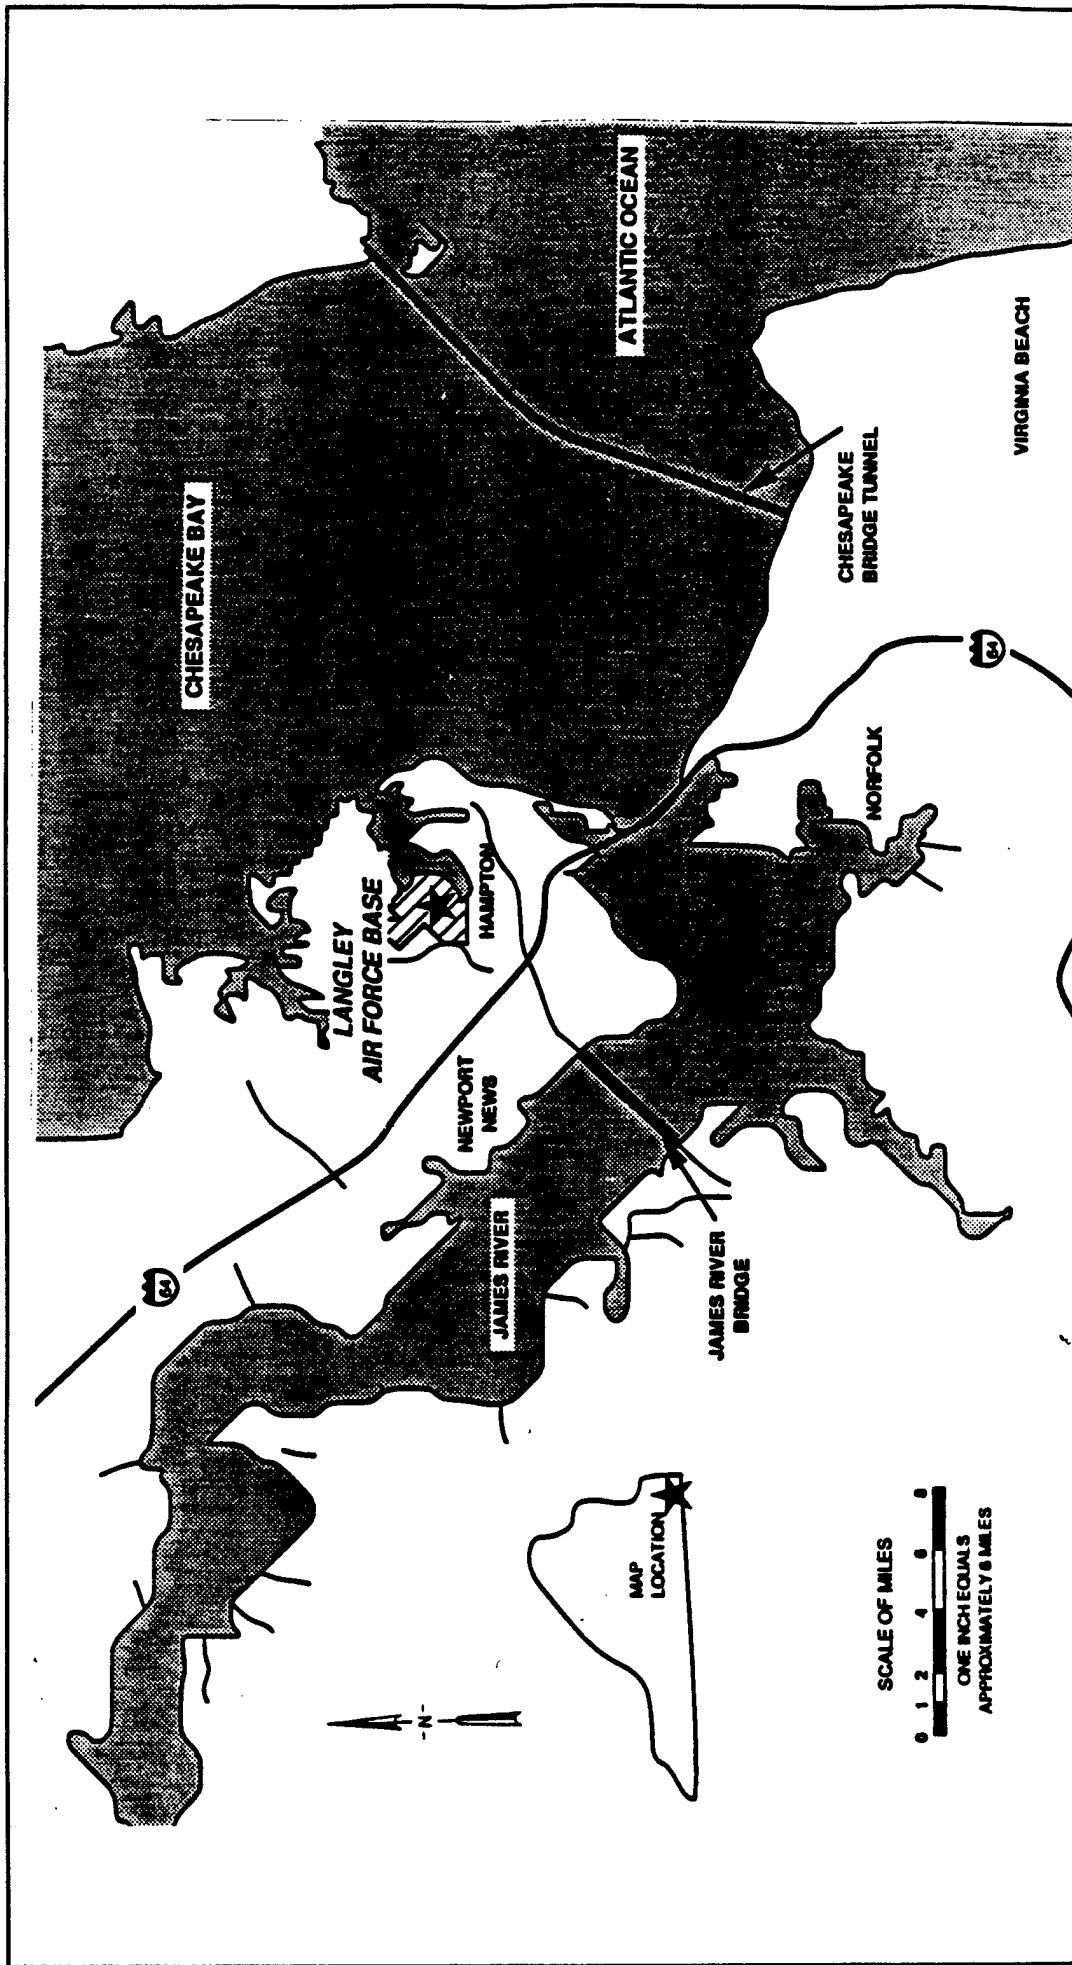 CHESAPEAKE BAY
ATLANTIC OCEAN
LANGLEY
AIR FORCE BASE
HAMPTON
NEWPORT
NEWS
JAMES RIVER
64
JAMES RIVER
BRIDGE
NORFOLK
CHESAPEAKE
BRIDGE TUNNEL
64
VIRGINIA BEACH
-N-
MAP
LOCATION
SCALE OF MILES
0 1 2 4 6 8
ONE INCH EQUALS
APPROXIMATELY 6 MILES